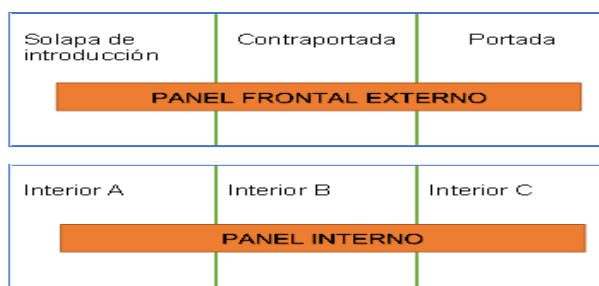 Solapa de
introducción
Contraportada
Portada
PANEL FRONTAL EXTERNO
Interior A
Interior B
Interior C
PANEL INTERNO